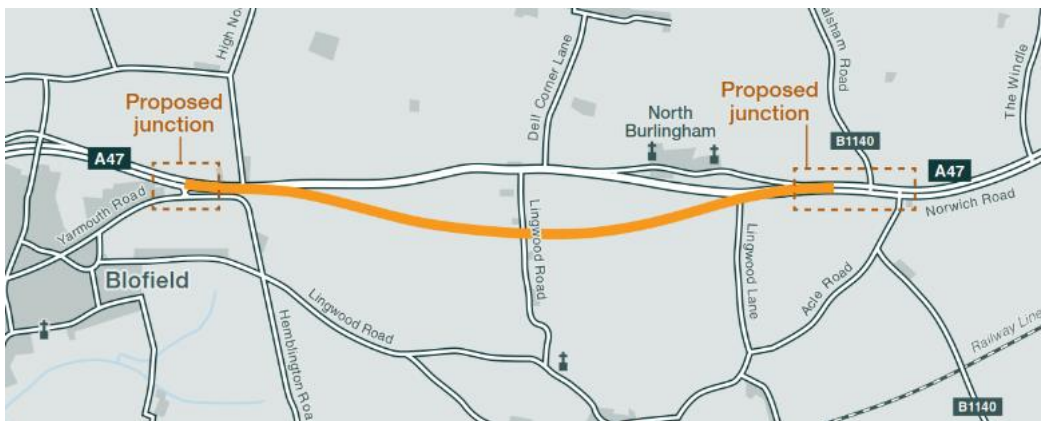 High No
Dell Corner Lane
alsham Road
The Windle
Proposed
junction
North
Burlingham
Proposed
junction
B1140
A47
A47
Yarmouth Road
Norwich Road
Blofield
Lingwood Road
Hemblington Roa
Lingwood Road
Lingwood Lane
Acle Road
Railway Line
B1140